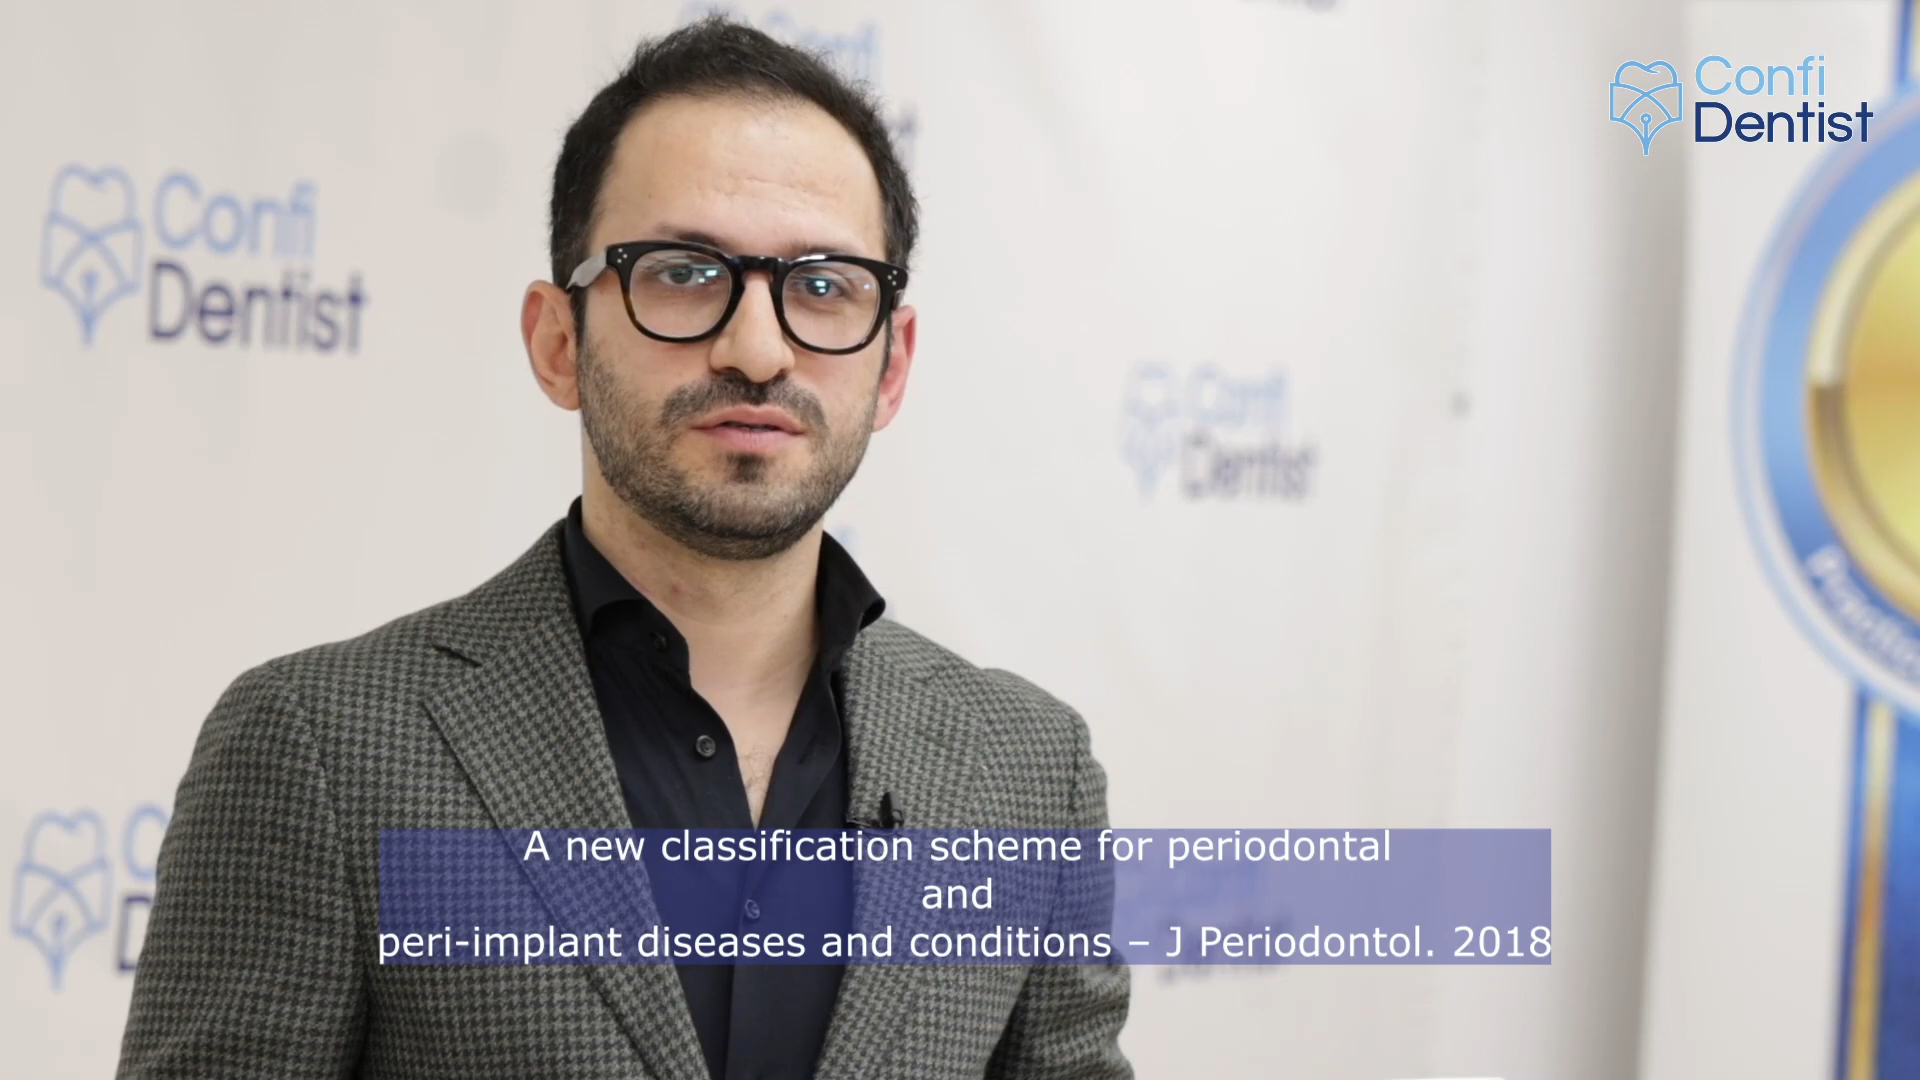 Confi
Dentist
Confi
Dentist
Confi
Confi
Dentist
A new classification scheme for periodontal
and
peri-implant diseases and conditions – J Periodontol. 2018